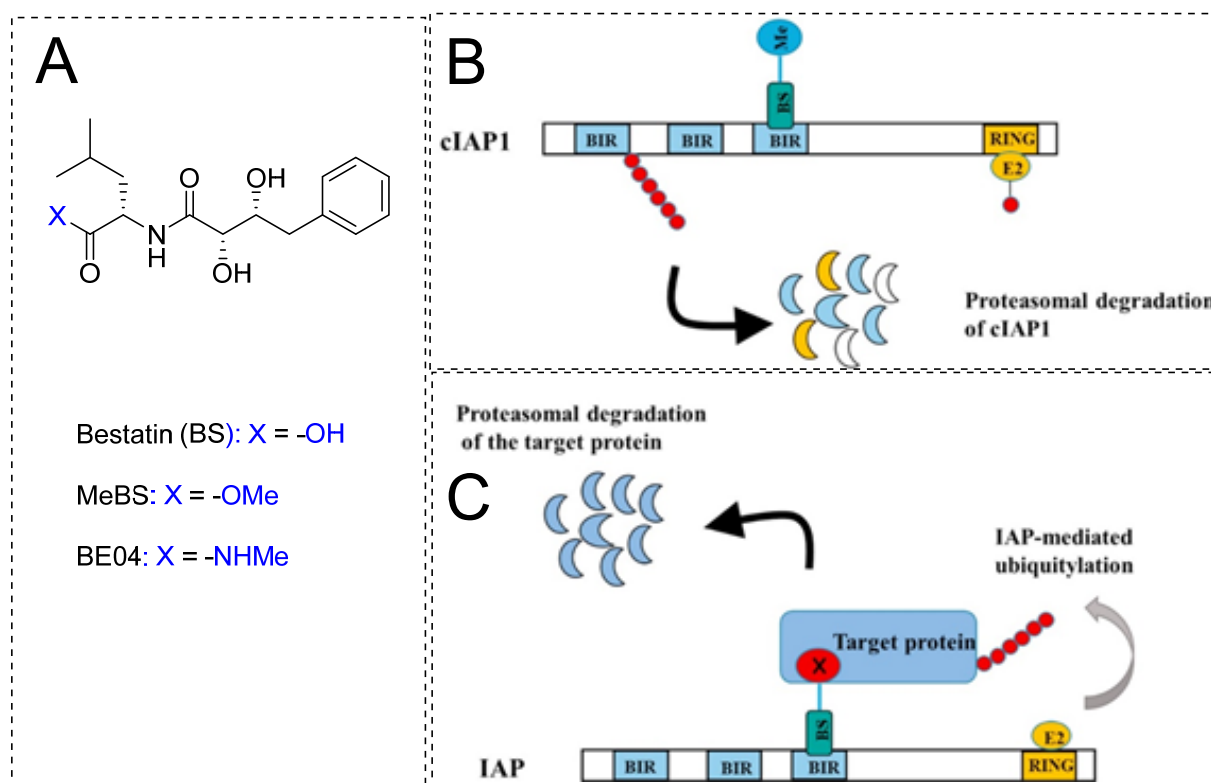 A
X
O
N
H
O
OH
OH
Bestatin (BS): X = -OH
MeBS: X = -OMe
BE04: X = -NHMe
B
Me
BS
cIAP1
BIR
BIR
BIR
RING
E2
Proteasomal degradation
of cIAP1
C
Proteasomal degradation
of the target protein
IAP-mediated
ubiquitylation
Target protein
X
BS
E2
IAP
BIR
BIR
BIR
RING